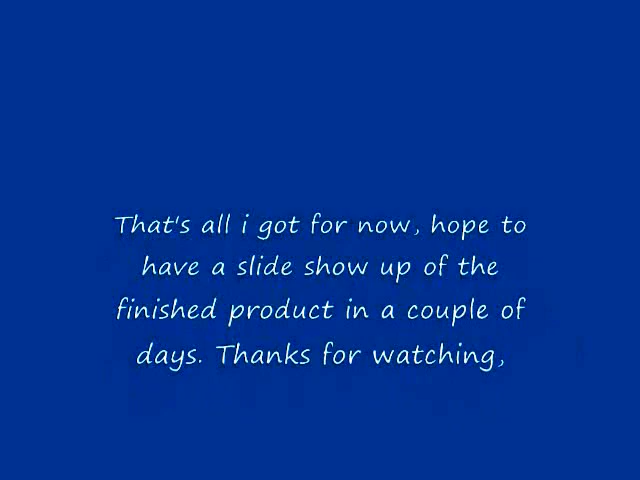 That's all i got for now, hope to
have a slide show up of the
finished product in a couple of
days. Thanks for watching,